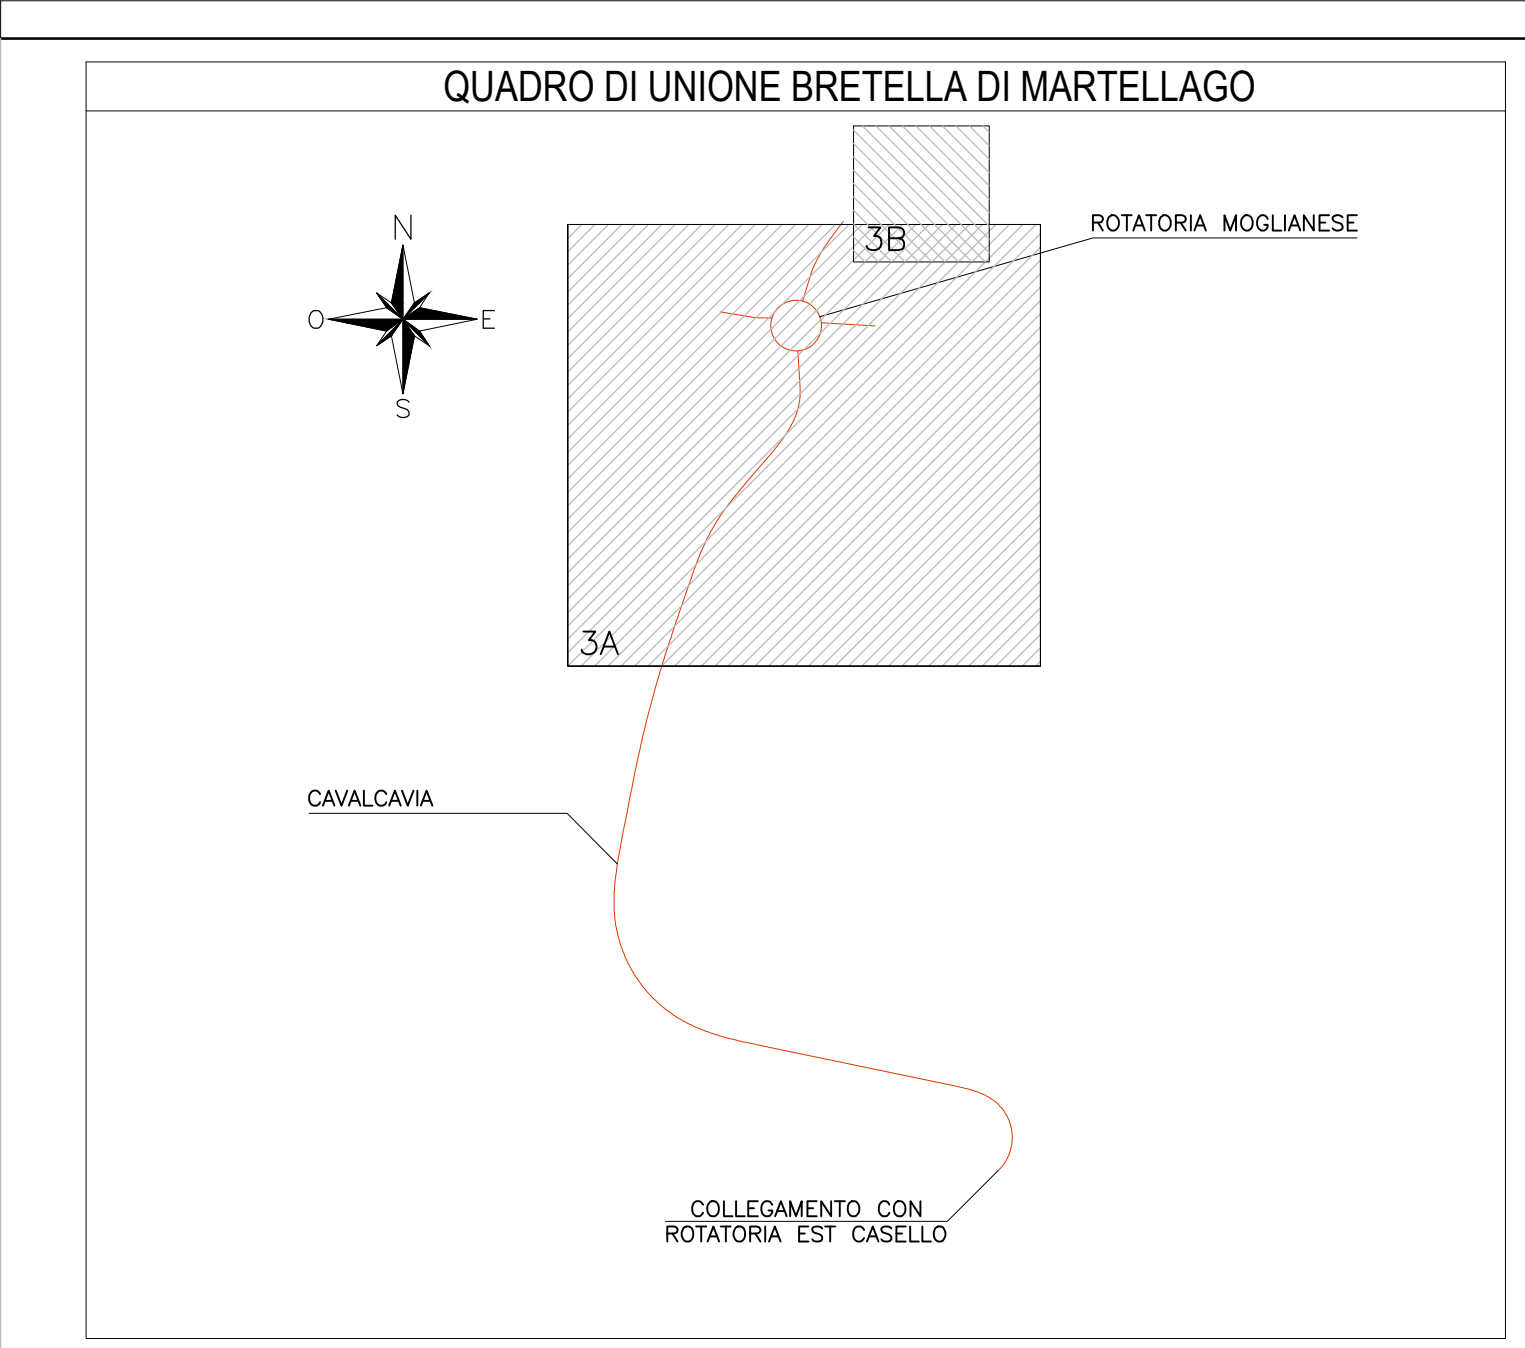 QUADRO DI UNIONE BRETELLA DI MARTELLAGO
N
O
E
S
3B
ROTATORIA MOGLIANESE
3A
CAVALCAVIA
COLLEGAMENTO CON
ROTATORIA EST CASELLO